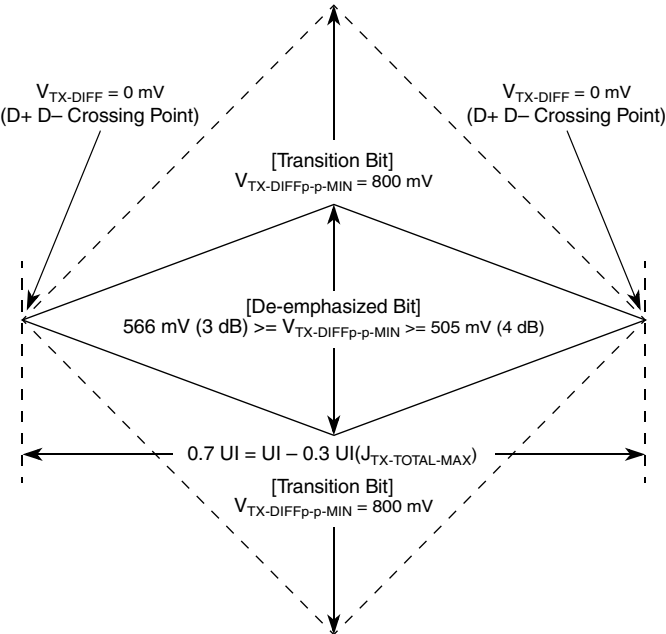 V_TX-DIFF = 0 mV
(D+ D– Crossing Point)
V_TX-DIFF = 0 mV
(D+ D– Crossing Point)
[Transition Bit]
V_TX-DIFFp-p-MIN = 800 mV
[De-emphasized Bit]
566 mV (3 dB) >= V_TX-DIFFp-p-MIN >= 505 mV (4 dB)
0.7 UI = UI – 0.3 UI(J_TX-TOTAL-MAX)
[Transition Bit]
V_TX-DIFFp-p-MIN = 800 mV